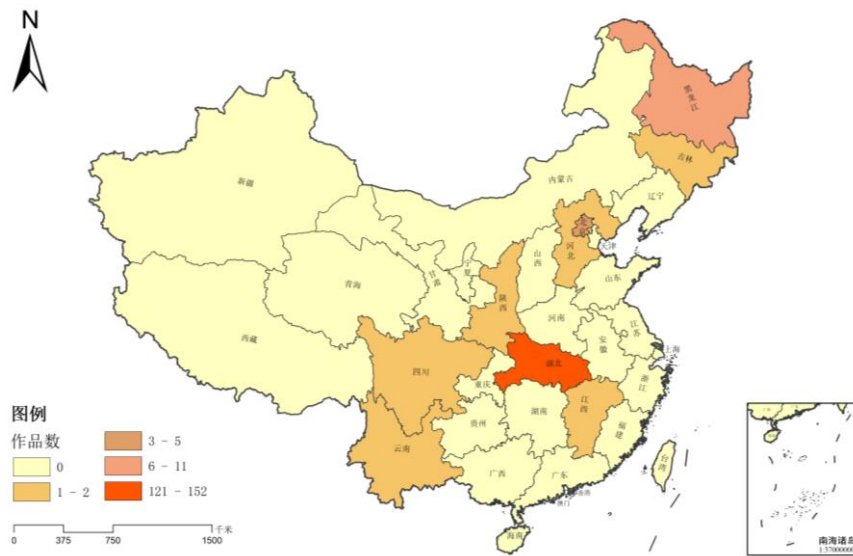 N
黑龙江
吉林
新疆
内蒙古
辽宁
河北
天津
山西
宁夏
甘肃
青海
山东
陕西
河南
江苏
西藏
安徽
上海
四川
湖北
重庆
浙江
江西
湖南
贵州
福建
云南
台湾
广西
广东
香港
澳门
海南
图例
作品数
0
1 - 2
3 - 5
6 - 11
121 - 152
0 375 750 1500 千米
南海诸岛